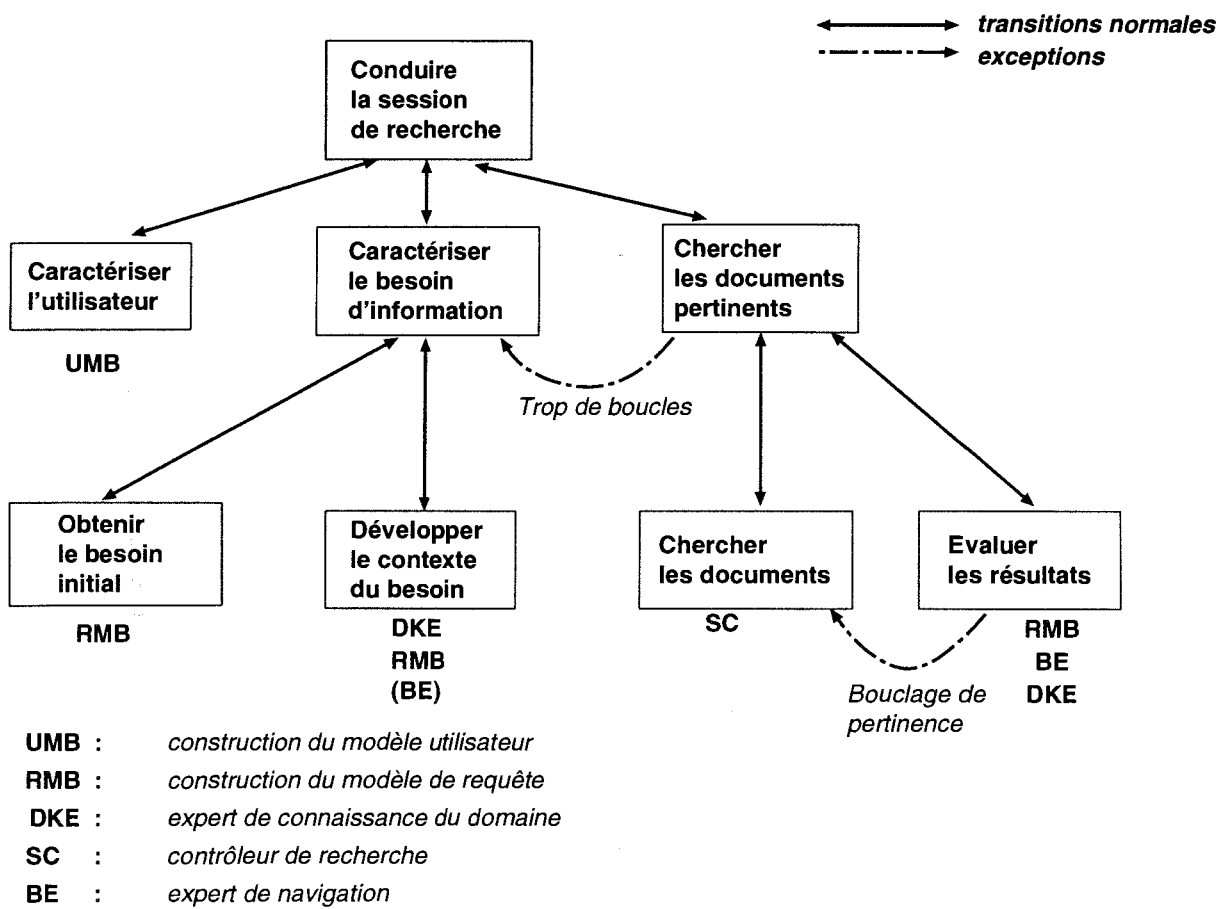 transitions normales
exceptions
Conduire
la session
de recherche
Caractériser
l'utilisateur
UMB
Caractériser
le besoin
d'information
Chercher
les documents
pertinents
Trop de boucles
Obtenir
le besoin
initial
RMB
Développer
le contexte
du besoin
DKE
RMB
(BE)
Chercher
les documents
SC
Evaluer
les résultats
RMB
BE
DKE
Bouclage de
pertinence
UMB : construction du modèle utilisateur
RMB : construction du modèle de requête
DKE : expert de connaissance du domaine
SC : contrôleur de recherche
BE : expert de navigation